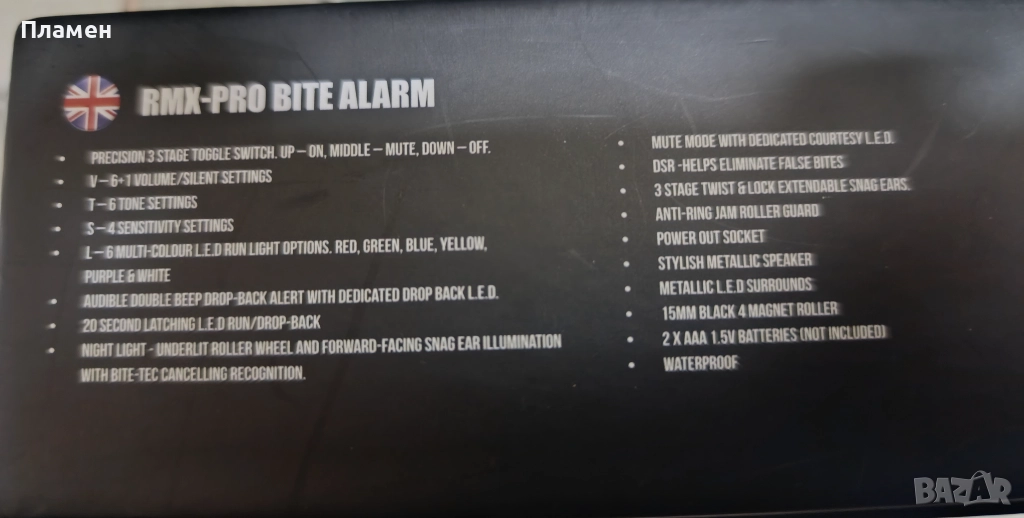 Пламен
RMX-PRO BITE ALARM
• PRECISION 3 STAGE TOGGLE SWITCH. UP – ON, MIDDLE – MUTE, DOWN – OFF.
• V – 6+1 VOLUME/SILENT SETTINGS
• T – 6 TONE SETTINGS
• S – 4 SENSITIVITY SETTINGS
• L – 6 MULTI-COLOUR L.E.D RUN LIGHT OPTIONS. RED, GREEN, BLUE, YELLOW,
PURPLE & WHITE
• AUDIBLE DOUBLE BEEP DROP-BACK ALERT WITH DEDICATED DROP BACK L.E.D.
• 20 SECOND LATCHING L.E.D RUN/DROP-BACK
• NIGHT LIGHT - UNDERLIT ROLLER WHEEL AND FORWARD-FACING SNAG EAR ILLUMINATION
WITH BITE-TEC CANCELLING RECOGNITION.
• MUTE MODE WITH DEDICATED COURTESY L.E.D.
• DSR -HELPS ELIMINATE FALSE BITES
• 3 STAGE TWIST & LOCK EXTENDABLE SNAG EARS.
• ANTI-RING JAM ROLLER GUARD
• POWER OUT SOCKET
• STYLISH METALLIC SPEAKER
• METALLIC L.E.D SURROUNDS
• 15MM BLACK 4 MAGNET ROLLER
• 2 X AAA 1.5V BATTERIES (NOT INCLUDED)
• WATERPROOF
BAZAR